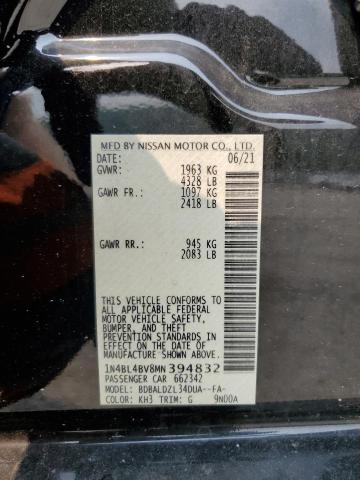 MFD BY NISSAN MOTOR CO., LTD.
DATE: 06/21
GVWR: 1963 KG
4328 LB
GAWR FR.: 1097 KG
2418 LB
GAWR RR.: 945 KG
2083 LB
THIS VEHICLE CONFORMS TO
ALL APPLICABLE FEDERAL
MOTOR VEHICLE SAFETY,
BUMPER, AND THEFT
PREVENTION STANDARDS
IN EFFECT ON THE DATE OF
MANUFACTURE SHOWN ABOVE.
1N4BL4BV8MN394832
PASSENGER CAR 662342
MODEL: BDBALDZL34DUA--FA-
COLOR: KH3 TRIM: G 9N00A